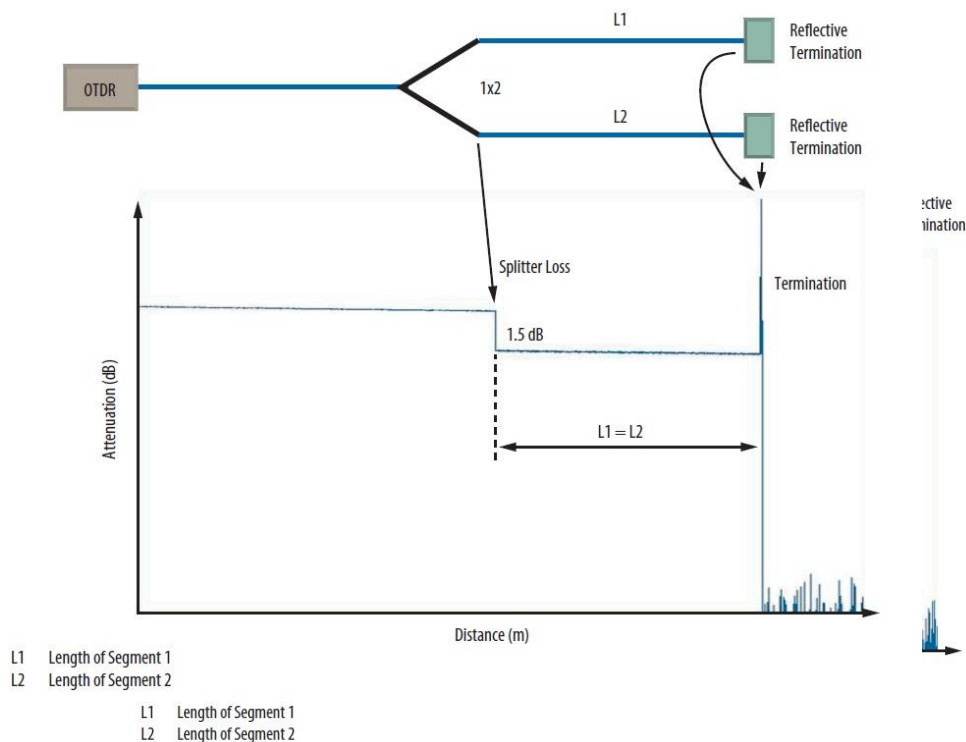 L1
Reflective
Termination
OTDR
1x2
L2
Reflective
Termination
ective
mination
Splitter Loss
Termination
1.5 dB
L1 = L2
Attenuation (dB)
Distance (m)
L1 Length of Segment 1
L2 Length of Segment 2
L1 Length of Segment 1
L2 Length of Segment 2